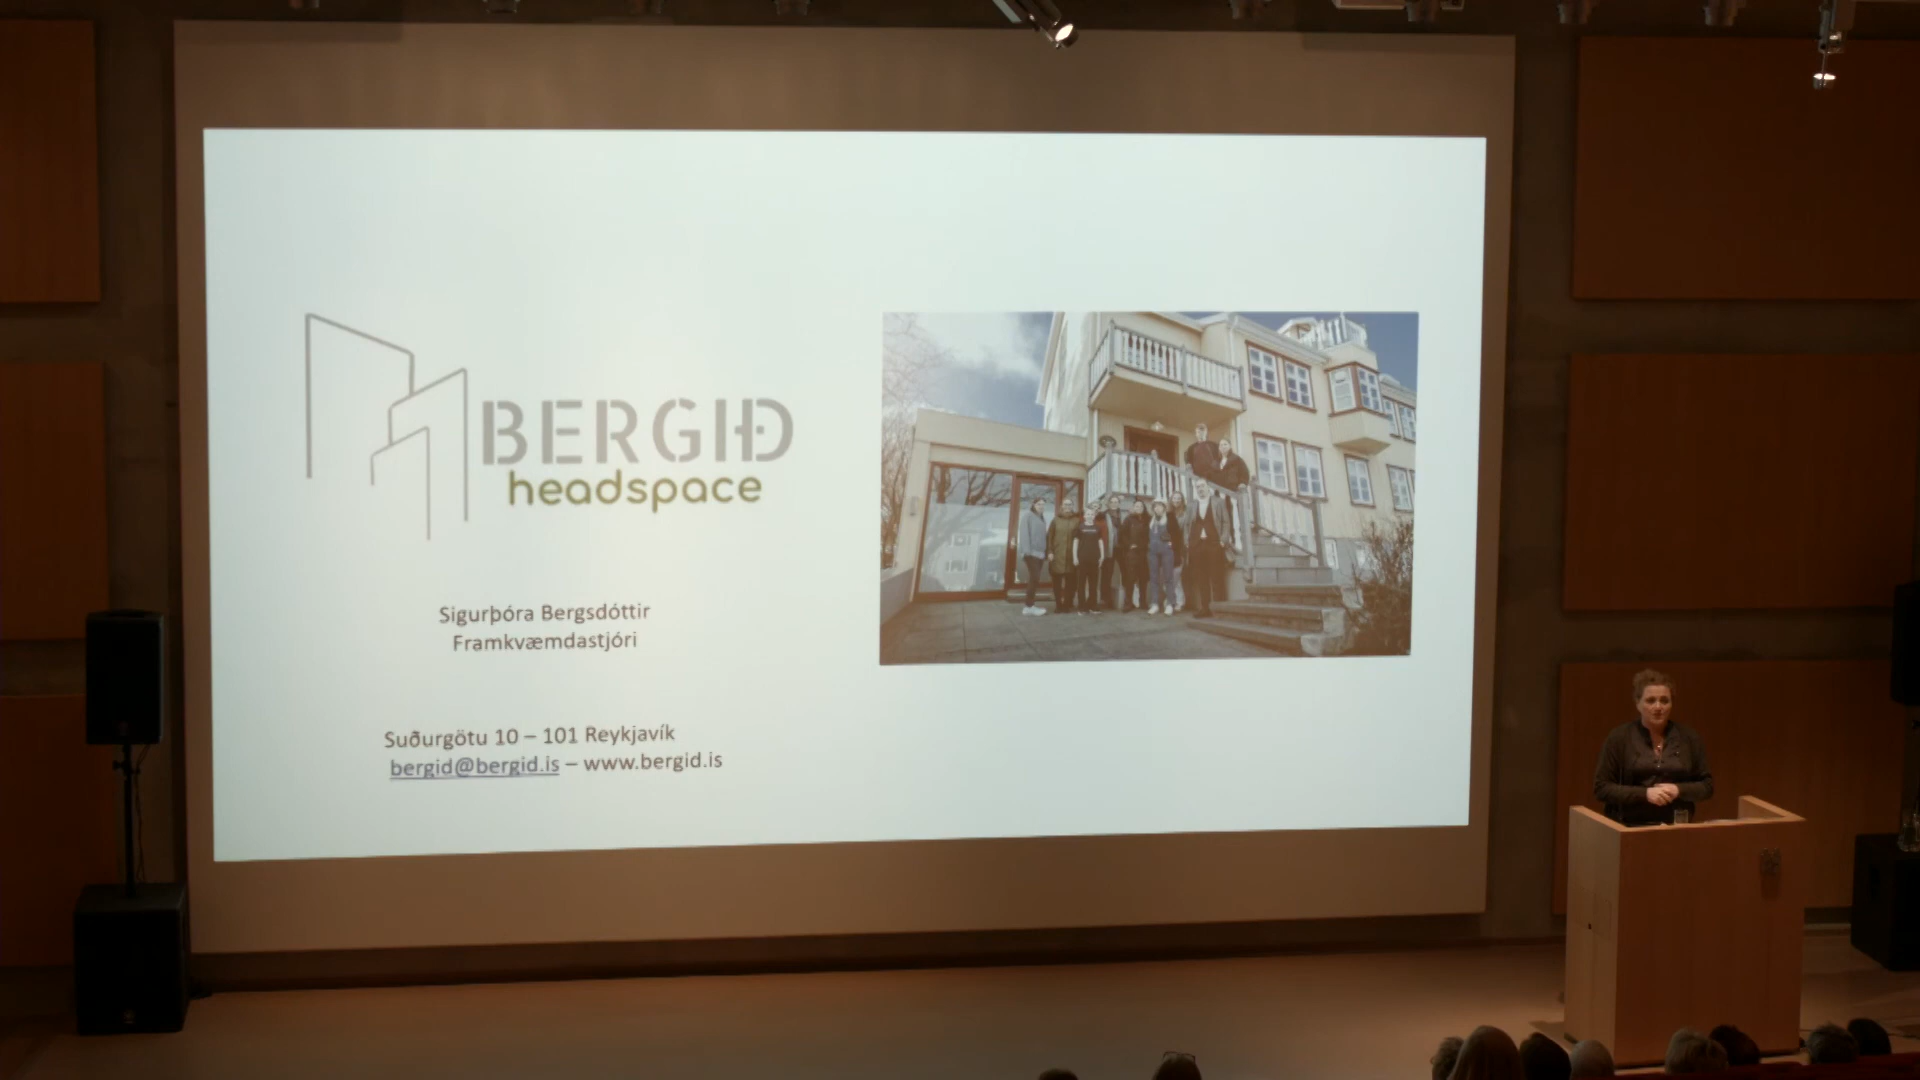 BERGIÐ
headspace
Sigurþóra Bergsdóttir
Framkvæmdastjóri
Suðurgötu 10 – 101 Reykjavík
bergid@bergid.is – www.bergid.is